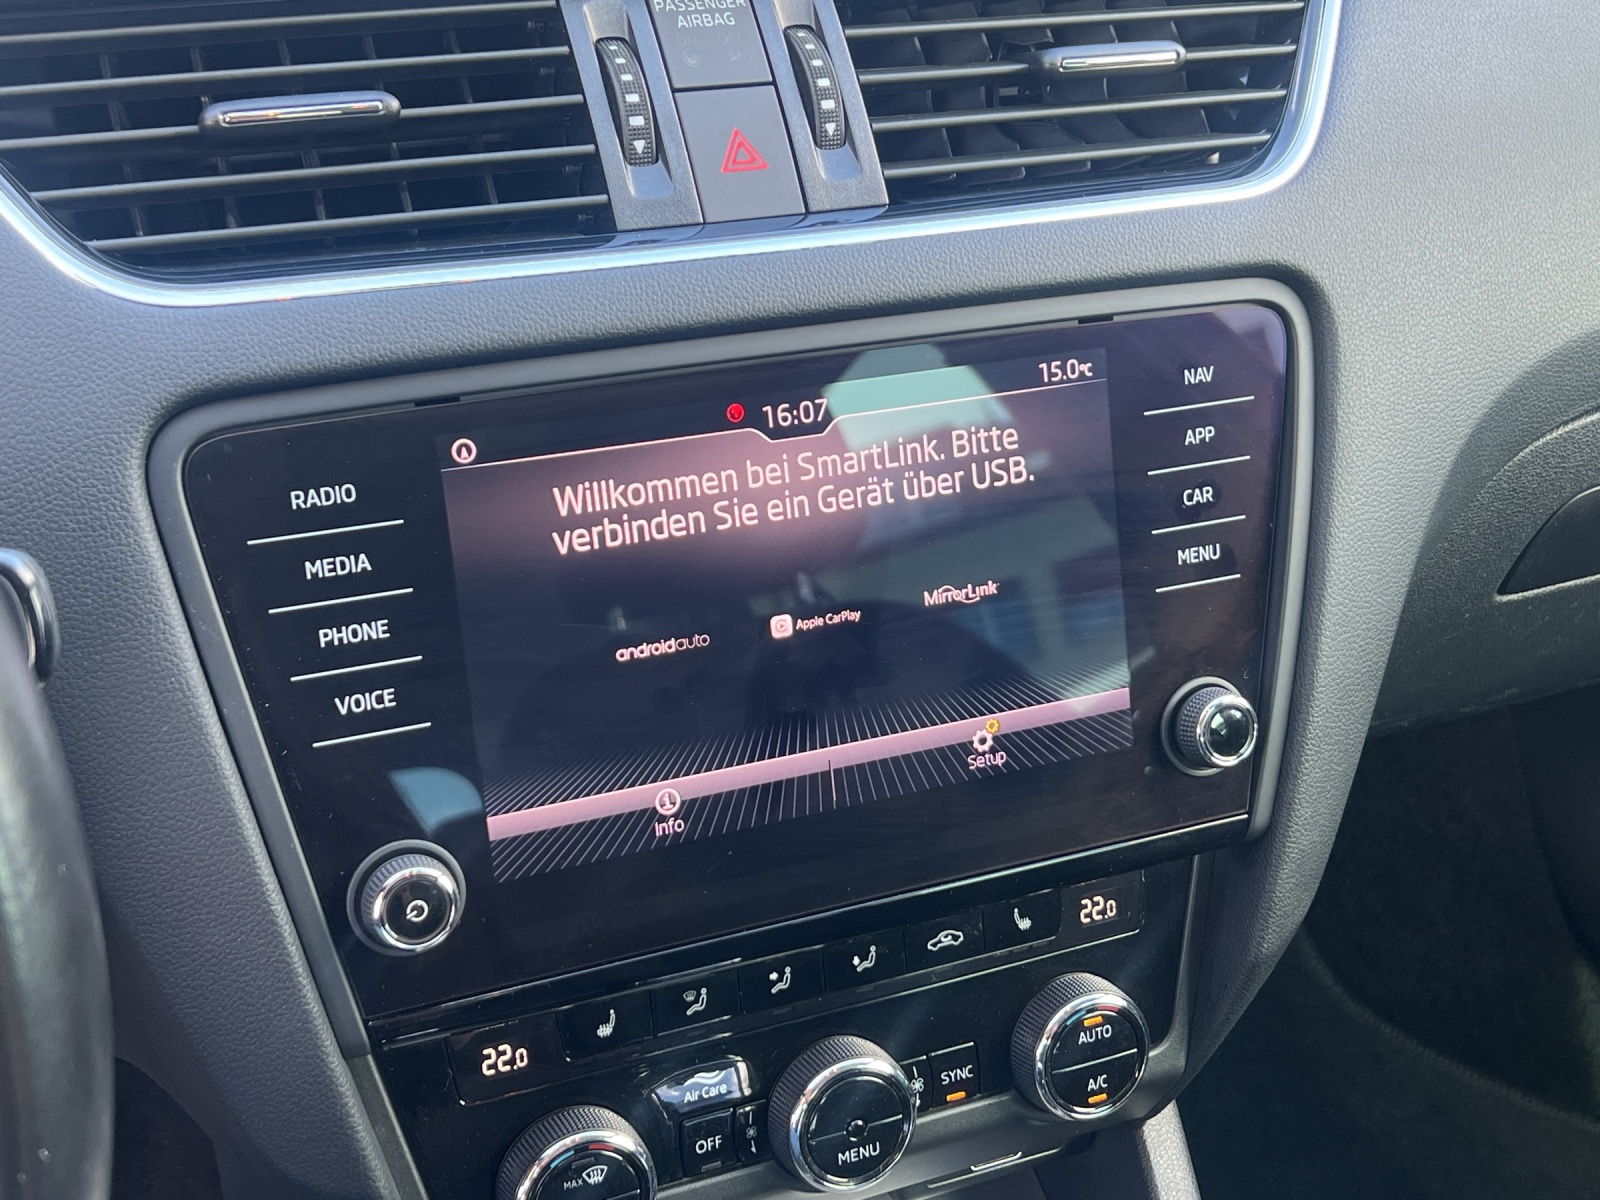 PASSENGER
AIRBAG
16:07
15.0°C
Willkommen bei SmartLink. Bitte
verbinden Sie ein Gerät über USB.
androidauto
Apple CarPlay
MirrorLink
Info
Setup
RADIO
MEDIA
PHONE
VOICE
NAV
APP
CAR
MENU
22.0
22.0
Air Care
OFF
MENU
SYNC
AUTO
A/C
MAX